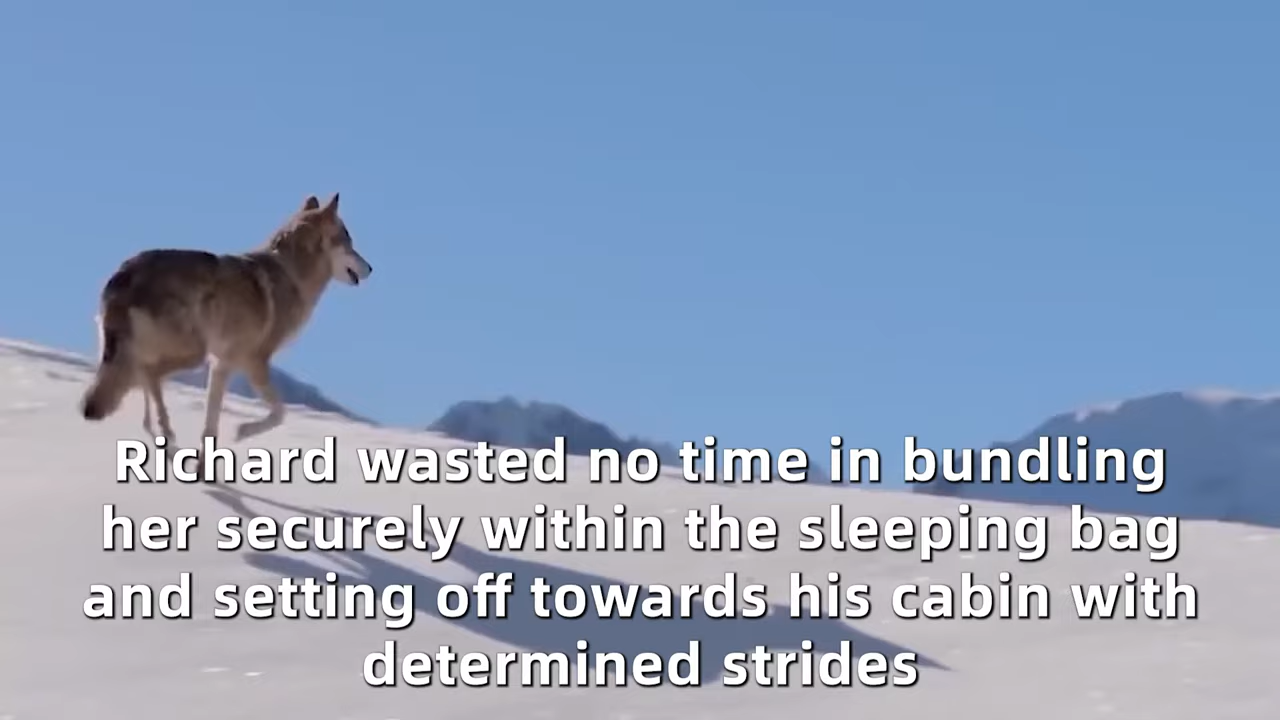 Richard wasted no time in bundling
her securely within the sleeping bag
and setting off towards his cabin with
determined strides